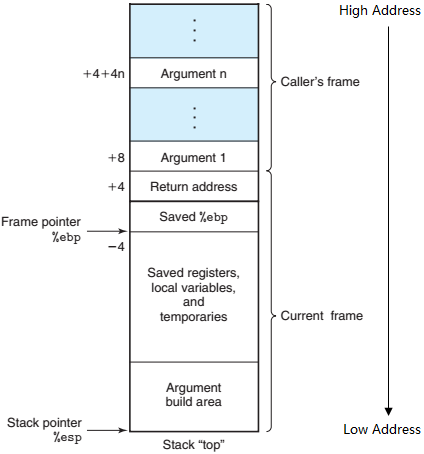 High Address
+4+4n
Argument n
Caller's frame
+8
Argument 1
+4
Return address
Saved %ebp
Frame pointer
%ebp
−4
Saved registers,
local variables,
and
temporaries
Current frame
Argument
build area
Stack pointer
%esp
Low Address
Stack “top”